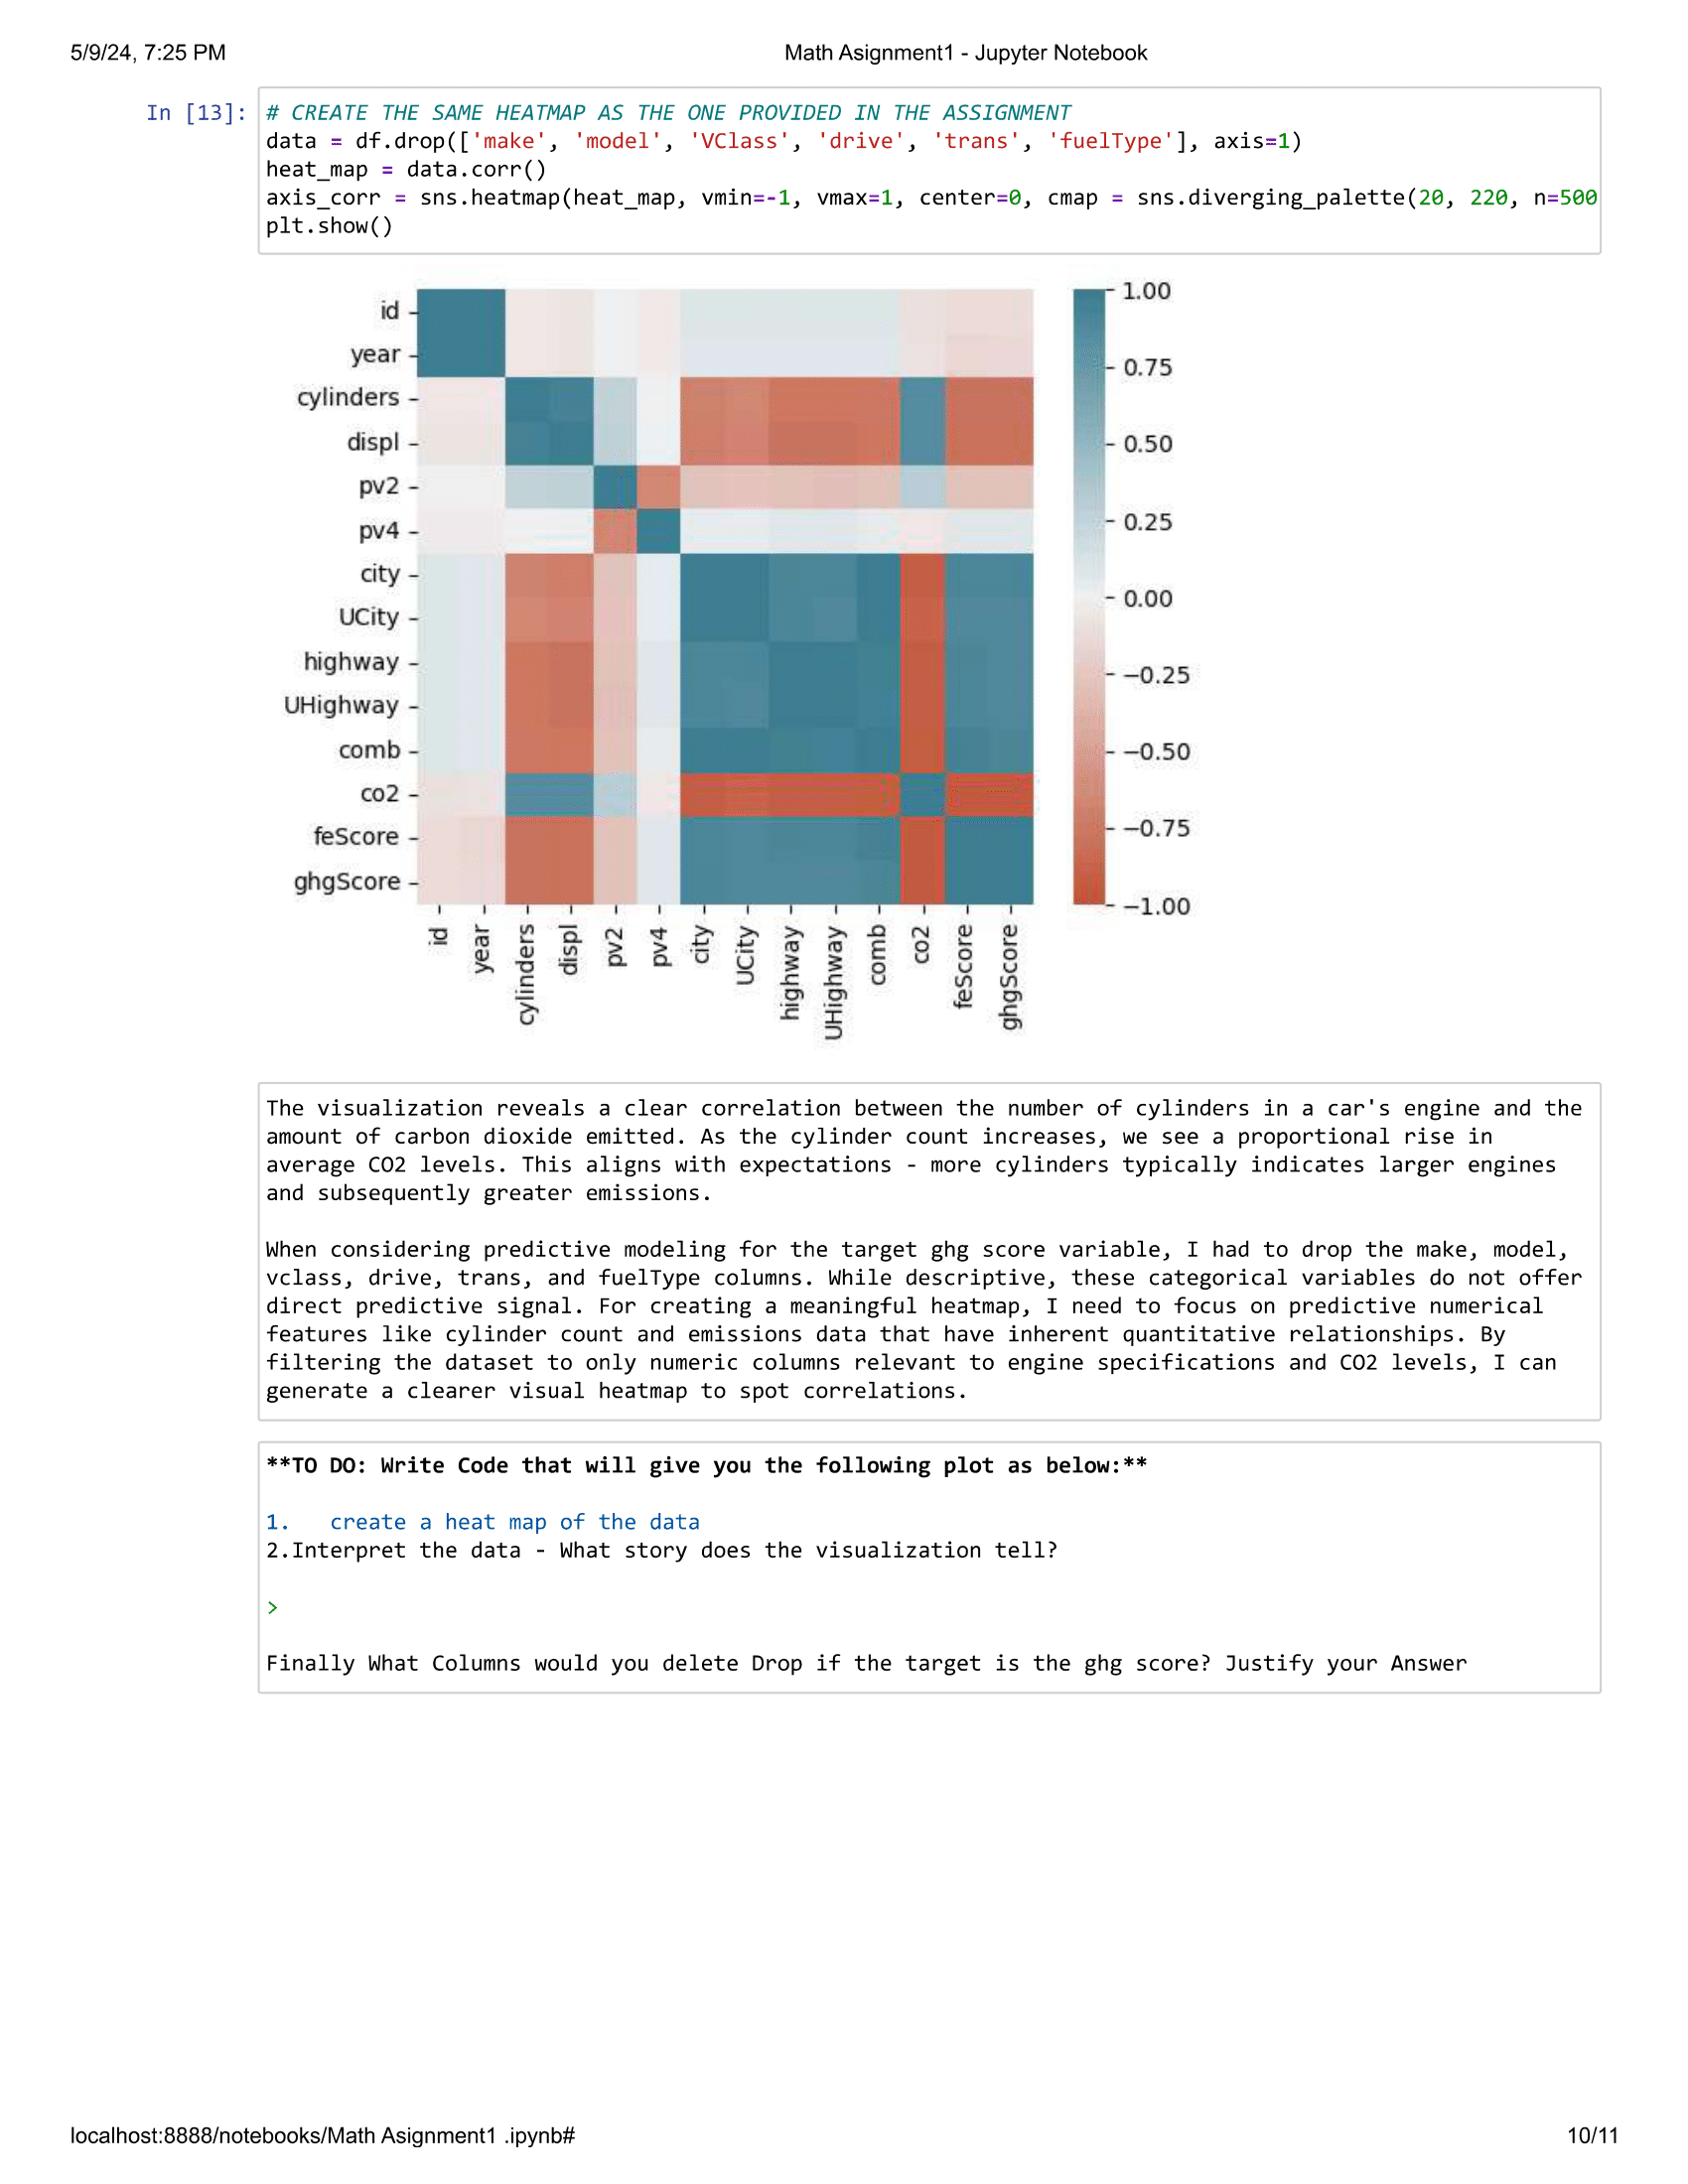 5/9/24, 7:25 PM
Math Asignment1 - Jupyter Notebook
In [13]:
# CREATE THE SAME HEATMAP AS THE ONE PROVIDED IN THE ASSIGNMENT
data = df.drop(['make', 'model', 'VClass', 'drive', 'trans', 'fuelType'], axis=1)
heat_map = data.corr()
axis_corr = sns.heatmap(heat_map, vmin=-1, vmax=1, center=0, cmap = sns.diverging_palette(20, 220, n=500
plt.show()
id
year
cylinders
displ
pv2
pv4
city
UCity
highway
UHighway
comb
co2
feScore
ghgScore
id
year
cylinders
displ
pv2
pv4
city
UCity
highway
UHighway
comb
co2
feScore
ghgScore
1.00
0.75
0.50
0.25
0.00
−0.25
−0.50
−0.75
−1.00
The visualization reveals a clear correlation between the number of cylinders in a car's engine and the
amount of carbon dioxide emitted. As the cylinder count increases, we see a proportional rise in
average CO2 levels. This aligns with expectations - more cylinders typically indicates larger engines
and subsequently greater emissions.
When considering predictive modeling for the target ghg score variable, I had to drop the make, model,
vclass, drive, trans, and fuelType columns. While descriptive, these categorical variables do not offer
direct predictive signal. For creating a meaningful heatmap, I need to focus on predictive numerical
features like cylinder count and emissions data that have inherent quantitative relationships. By
filtering the dataset to only numeric columns relevant to engine specifications and CO2 levels, I can
generate a clearer visual heatmap to spot correlations.
**TO DO: Write Code that will give you the following plot as below:**
1. create a heat map of the data
2.Interpret the data - What story does the visualization tell?
>
Finally What Columns would you delete Drop if the target is the ghg score? Justify your Answer
localhost:8888/notebooks/Math Asignment1 .ipynb#
10/11